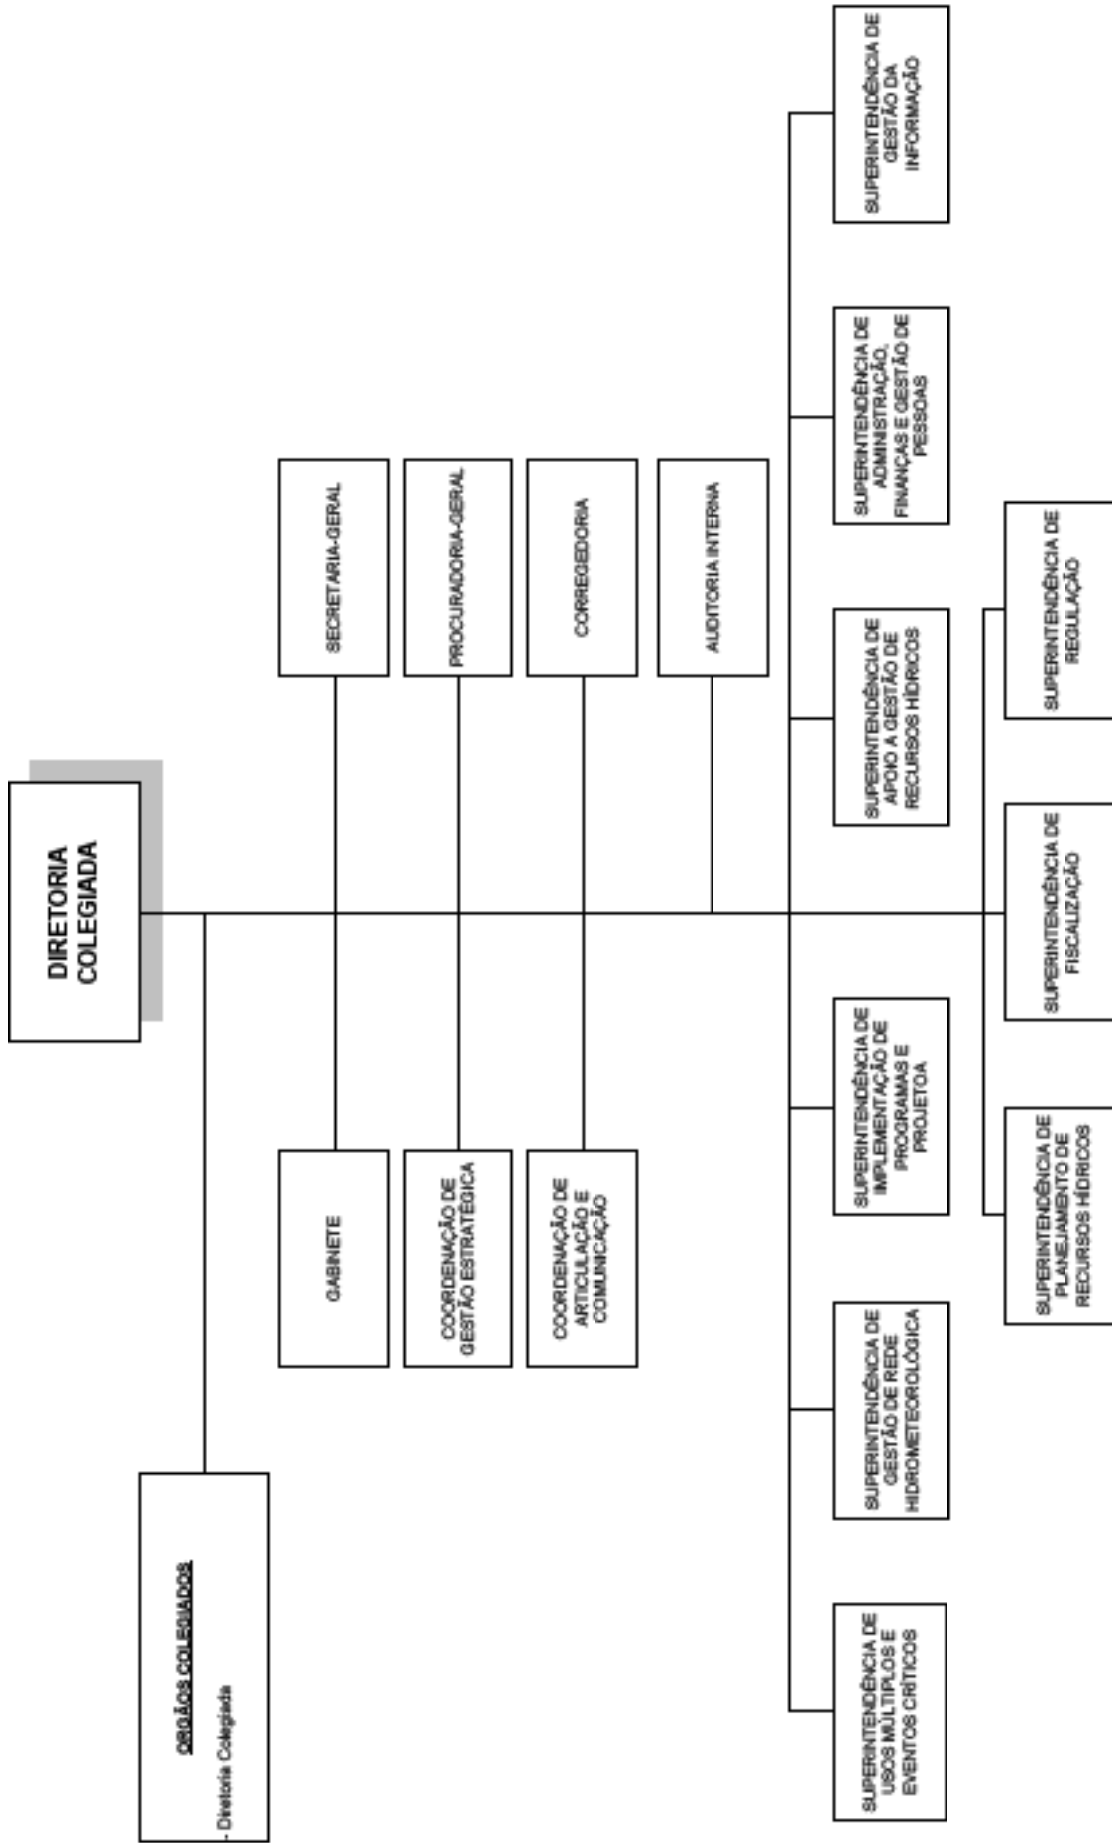 DIRETORIA
COLEGIADA
ORGÃOS COLEGIADOS
- Diretoria Colegiada
GABINETE
SECRETARIA-GERAL
COORDENAÇÃO DE
GESTÃO ESTRATÉGICA
PROCURADORIA-GERAL
COORDENAÇÃO DE
ARTICULAÇÃO E
COMUNICAÇÃO
CORREGEDORIA
AUDITORIA INTERNA
SUPERINTENDÊNCIA DE
USOS MÚLTIPLOS E
EVENTOS CRÍTICOS
SUPERINTENDÊNCIA DE
GESTÃO DE REDE
HIDROMETEOROLÓGICA
SUPERINTENDÊNCIA DE
IMPLEMENTAÇÃO DE
PROGRAMAS E
PROJETOA
SUPERINTENDÊNCIA DE
APOIO A GESTÃO DE
RECURSOS HÍDRICOS
SUPERINTENDÊNCIA DE
ADMINISTRAÇÃO,
FINANÇAS E GESTÃO DE
PESSOAS
SUPERINTENDÊNCIA DE
GESTÃO DA
INFORMAÇÃO
SUPERINTENDÊNCIA DE
PLANEJAMENTO DE
RECURSOS HÍDRICOS
SUPERINTENDÊNCIA DE
FISCALIZAÇÃO
SUPERINTENDÊNCIA DE
REGULAÇÃO